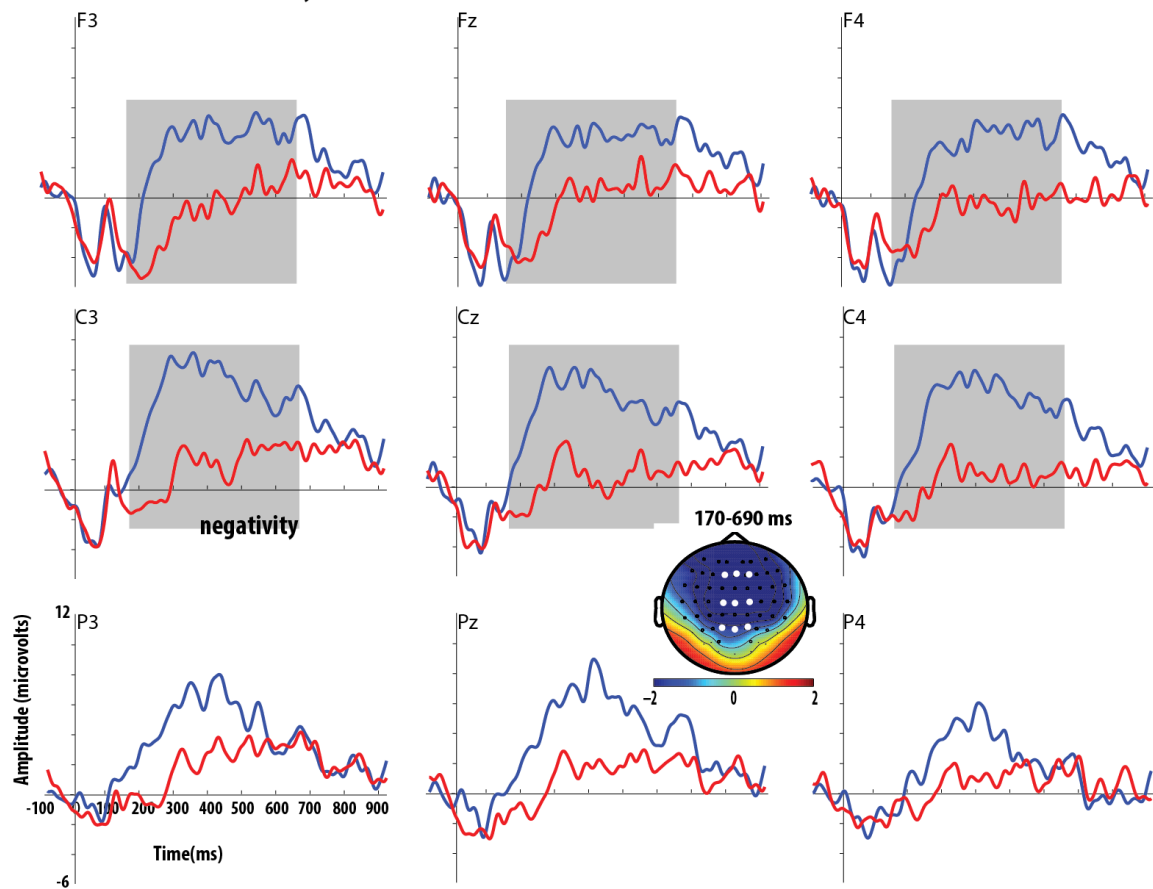 F3
Fz
F4
C3
Cz
C4
negativity
170-690 ms
−2 0 2
P3
Pz
P4
12
Amplitude (microvolts)
-100 0 100 200 300 400 500 600 700 800 900
Time(ms)
-6